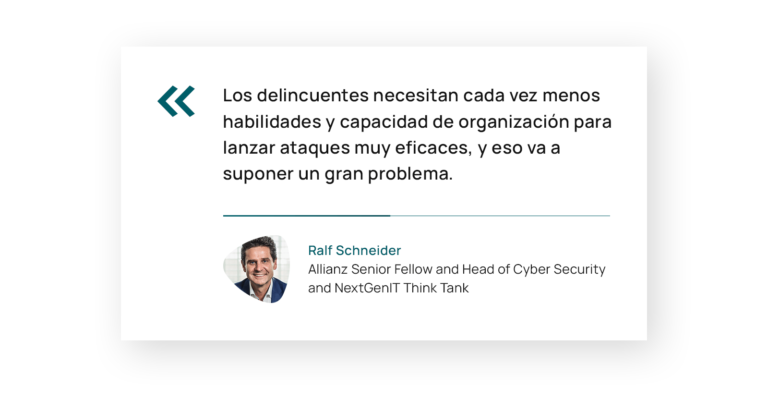 Los delincuentes necesitan cada vez menos
habilidades y capacidad de organización para
lanzar ataques muy eficaces, y eso va a
suponer un gran problema.
Ralf Schneider
Allianz Senior Fellow and Head of Cyber Security
and NextGenIT Think Tank